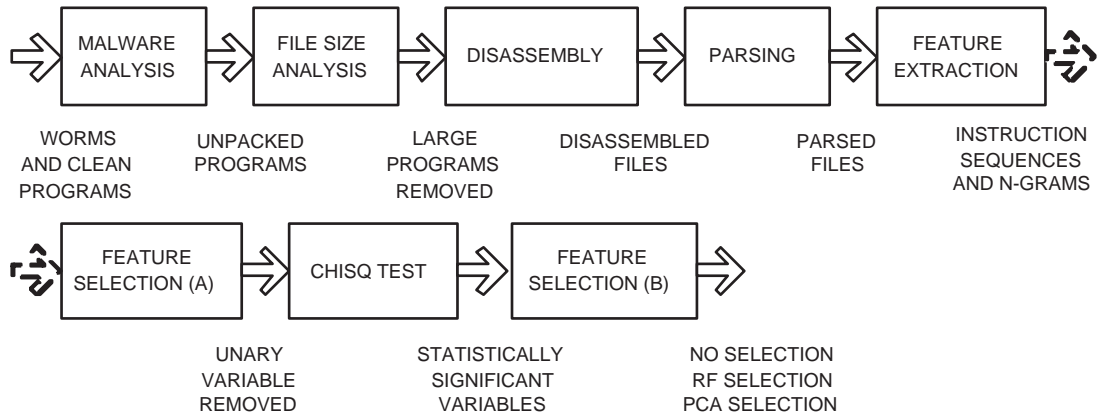 MALWARE
ANALYSIS
FILE SIZE
ANALYSIS
DISASSEMBLY
PARSING
FEATURE
EXTRACTION
WORMS
AND CLEAN
PROGRAMS
UNPACKED
PROGRAMS
LARGE
PROGRAMS
REMOVED
DISASSEMBLED
FILES
PARSED
FILES
INSTRUCTION
SEQUENCES
AND N-GRAMS
FEATURE
SELECTION (A)
CHISQ TEST
FEATURE
SELECTION (B)
UNARY
VARIABLE
REMOVED
STATISTICALLY
SIGNIFICANT
VARIABLES
NO SELECTION
RF SELECTION
PCA SELECTION